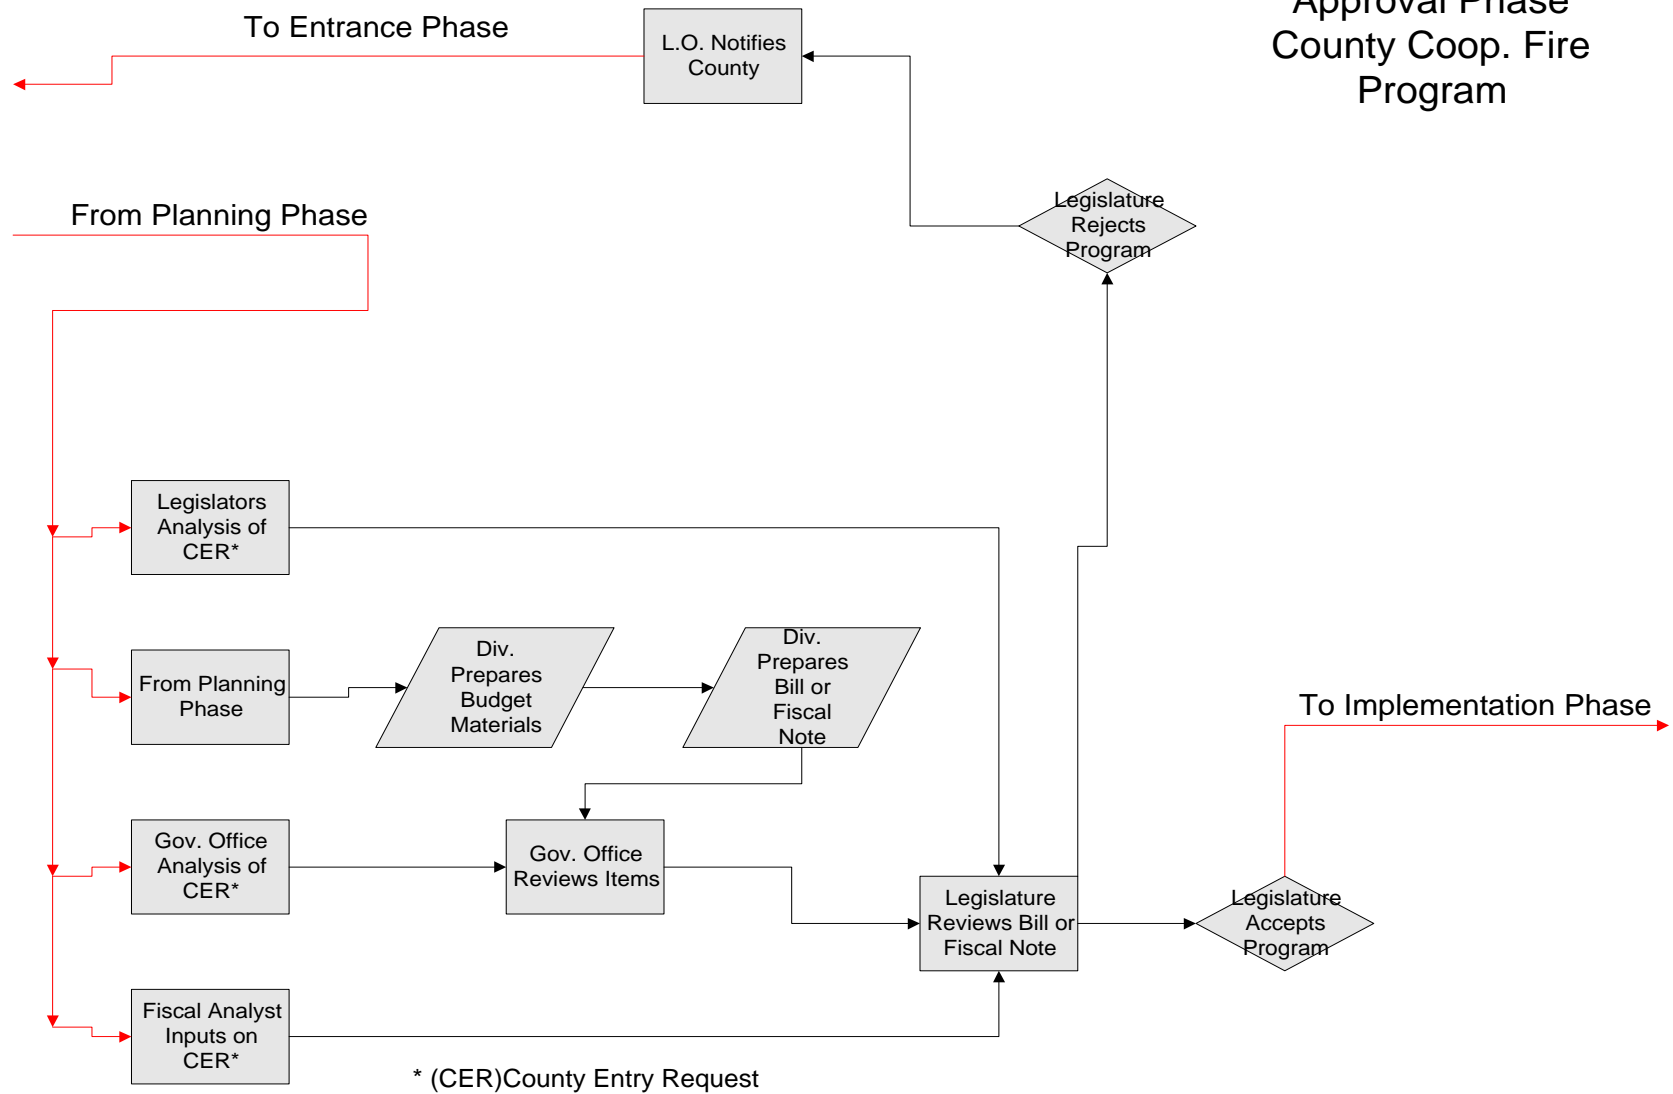 Approval Phase
County Coop. Fire
Program
To Entrance Phase
L.O. Notifies
County
From Planning Phase
Legislature
Rejects
Program
Legislators
Analysis of
CER*
From Planning
Phase
Div.
Prepares
Budget
Materials
Div.
Prepares
Bill or
Fiscal
Note
To Implementation Phase
Gov. Office
Analysis of
CER*
Gov. Office
Reviews Items
Legislature
Reviews Bill or
Fiscal Note
Legislature
Accepts
Program
Fiscal Analyst
Inputs on
CER*
* (CER)County Entry Request